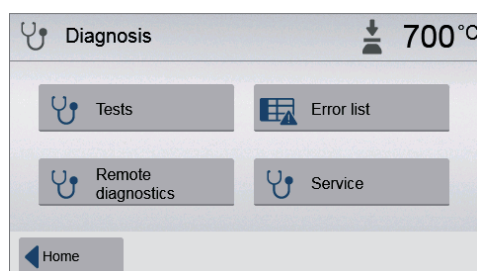 Diagnosis
700°C
Tests
Error list
Remote
diagnostics
Service
Home